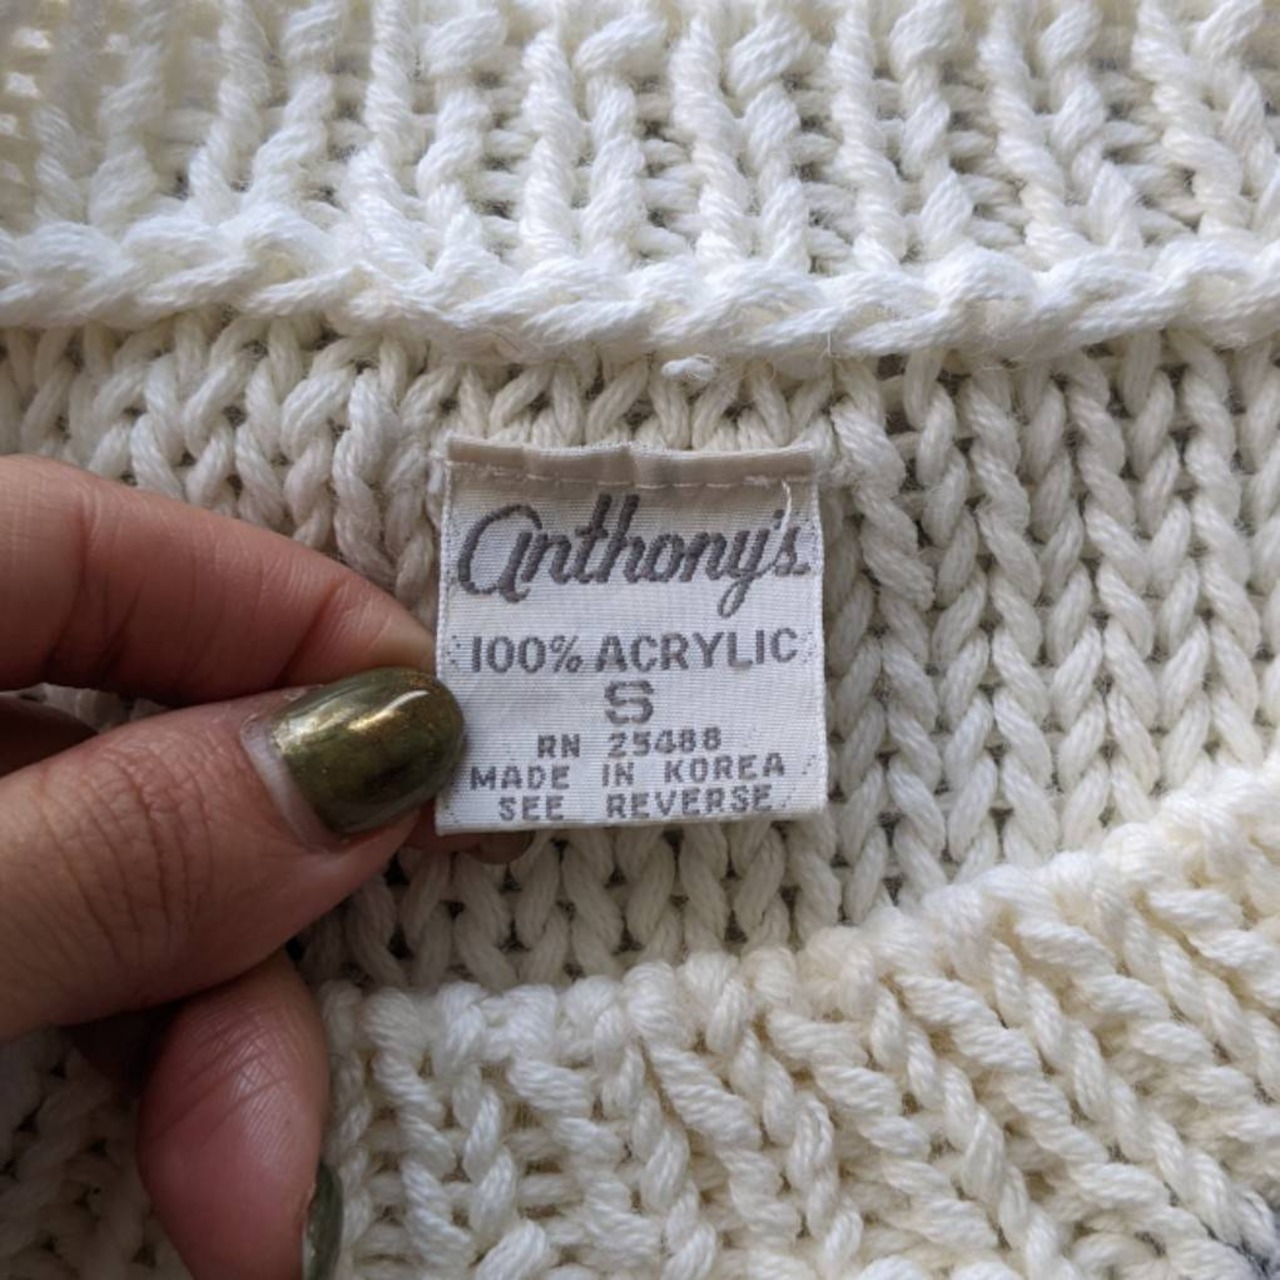 Anthony's
100% ACRYLIC
S
RN 25488
MADE IN KOREA
SEE REVERSE